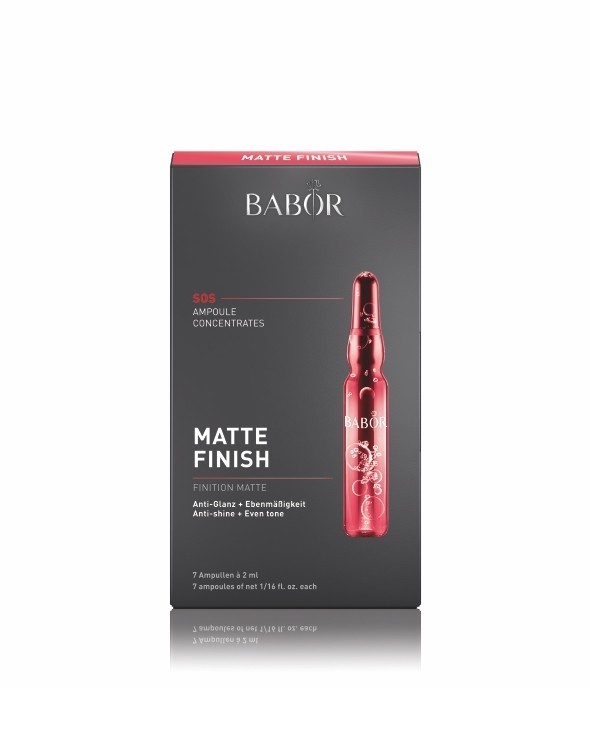 MATTE FINISH
BABOR
SOS
AMPOULE
CONCENTRATES
BABOR
MATTE
FINISH
FINITION MATTE
Anti-Glanz + Ebenmäßigkeit
Anti-shine + Even tone
7 Ampullen à 2 ml
7 ampoules of net 1/16 fl. oz. each